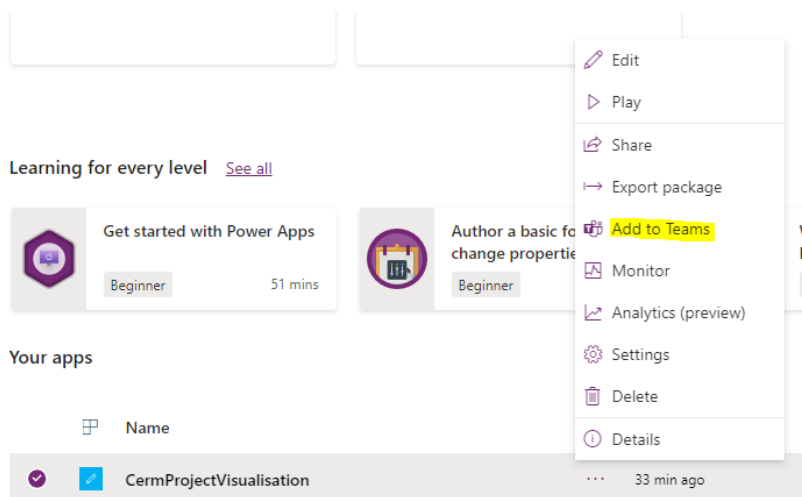 Edit
Play
Share
Learning for every level See all
Export package
Get started with Power Apps
Beginner
51 mins
Author a basic fo
change propertie
Beginner
Add to Teams
Monitor
Analytics (preview)
Settings
Delete
Details
Your apps
Name
CermProjectVisualisation
··· 33 min ago